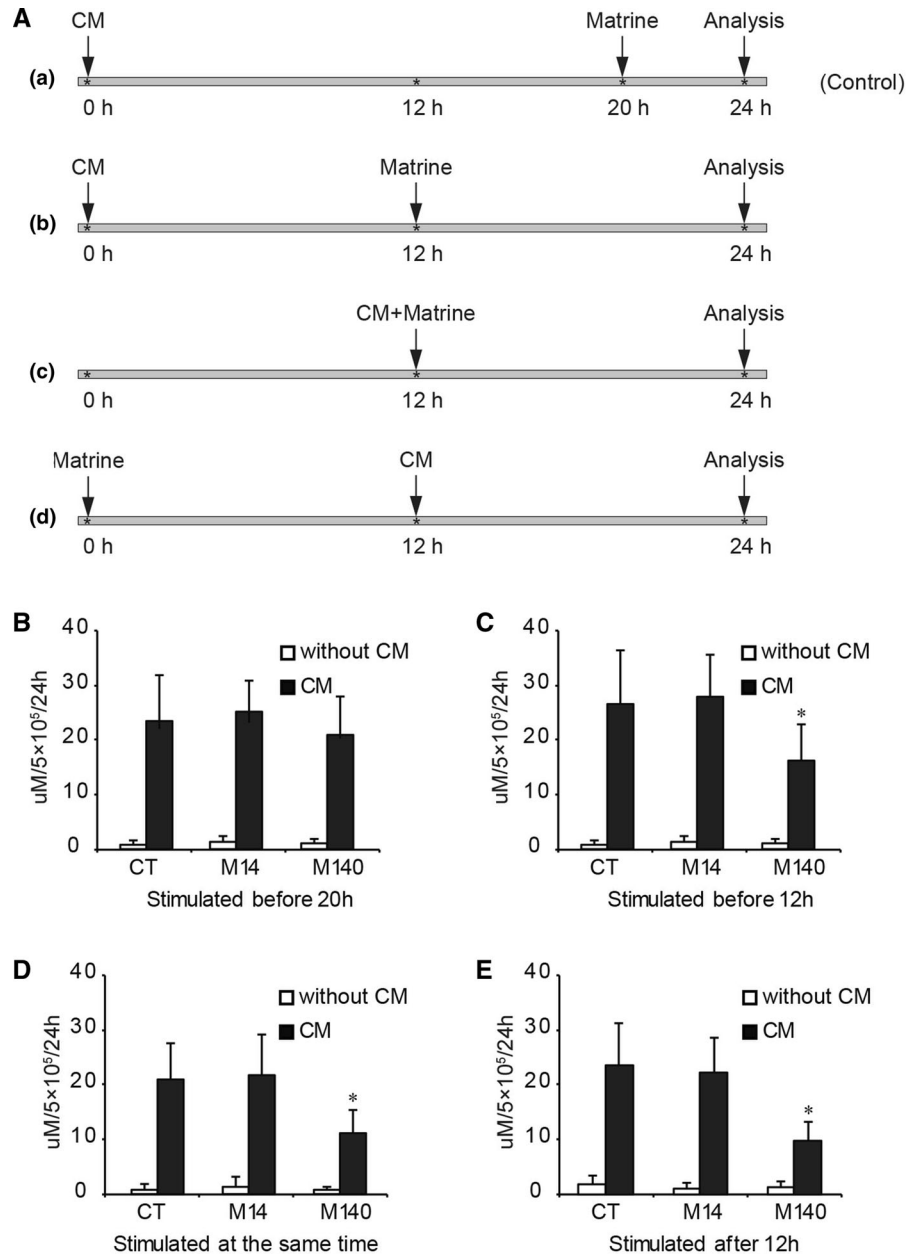 A
CM Matrine Analysis
(a) * * * * (Control)
0 h 12 h 20 h 24 h
CM Matrine Analysis
(b) * * *
0 h 12 h 24 h
CM+Matrine Analysis
(c) * * *
0 h 12 h 24 h
Matrine CM Analysis
(d) * * *
0 h 12 h 24 h
B
uM/5×10⁵/24h
40
30
20
10
0
without CM
CM
CT M14 M140
Stimulated before 20h
C
uM/5×10⁵/24h
40
30
20
10
0
without CM
CM
*
CT M14 M140
Stimulated before 12h
D
uM/5×10⁵/24h
40
30
20
10
0
without CM
CM
*
CT M14 M140
Stimulated at the same time
E
uM/5×10⁵/24h
40
30
20
10
0
without CM
CM
*
CT M14 M140
Stimulated after 12h